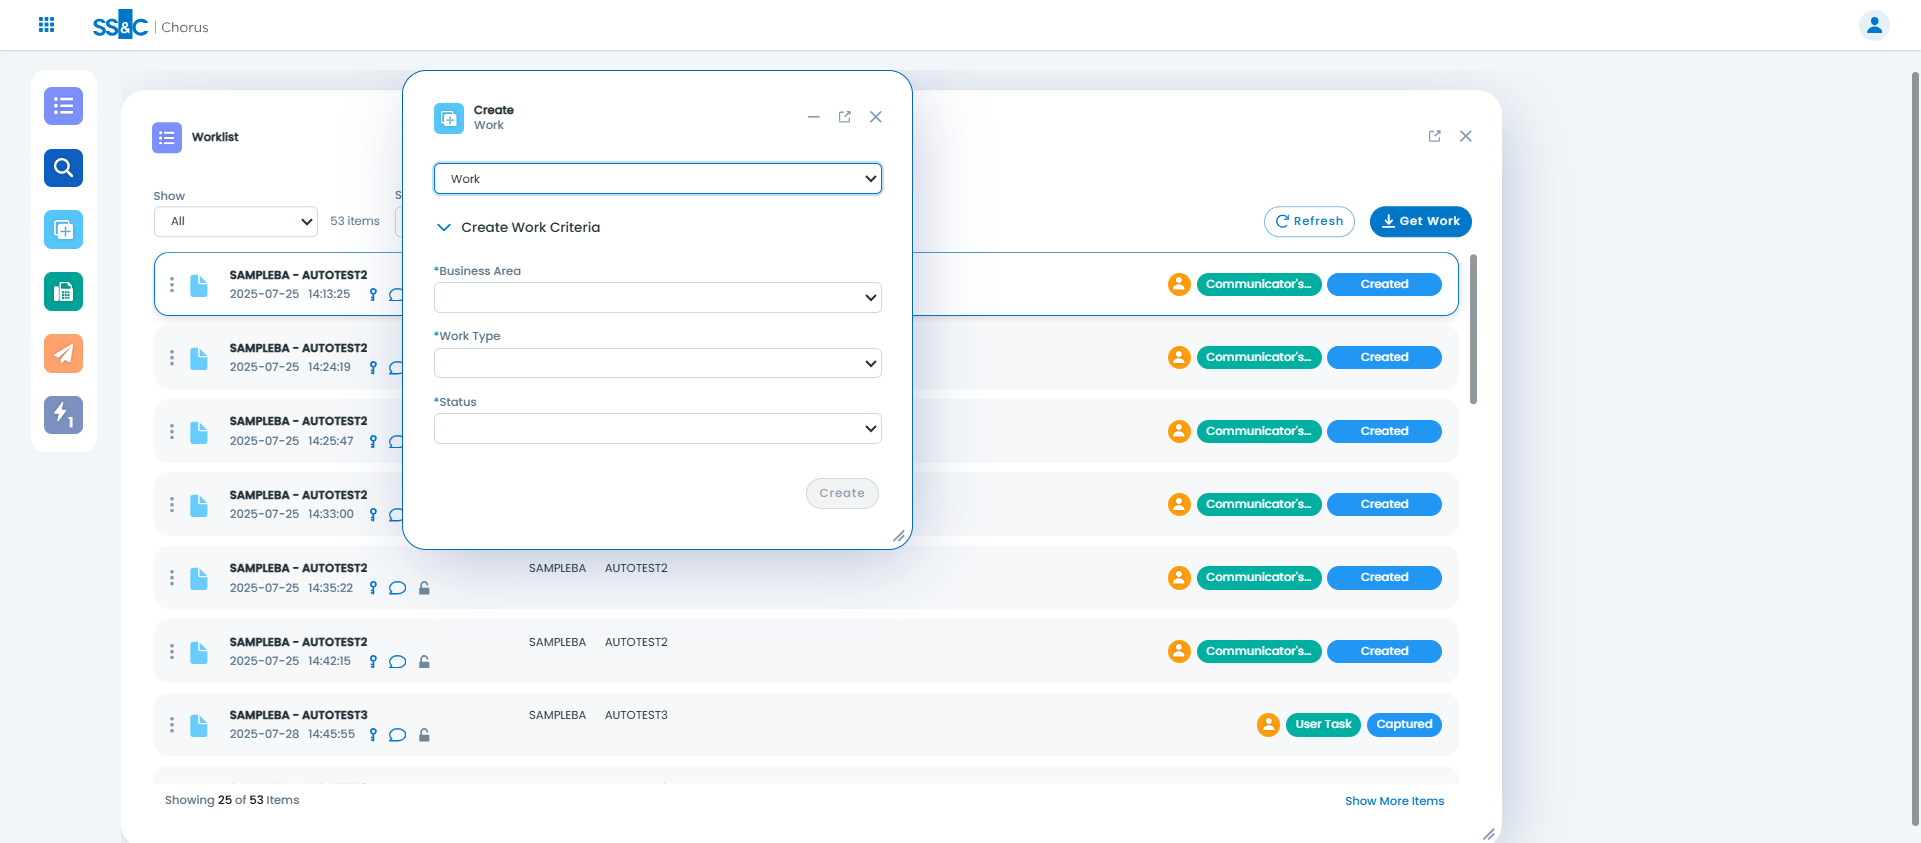 SS&C | Chorus
Create
Work
Worklist
Work
Show
S
All
53 items
Refresh
Get Work
Create Work Criteria
*Business Area
*Work Type
*Status
Create
SAMPLEBA - AUTOTEST2
2025-07-25 14:13:25
Communicator's...
Created
SAMPLEBA - AUTOTEST2
2025-07-25 14:24:19
Communicator's...
Created
SAMPLEBA - AUTOTEST2
2025-07-25 14:25:47
Communicator's...
Created
SAMPLEBA - AUTOTEST2
2025-07-25 14:33:00
Communicator's...
Created
SAMPLEBA - AUTOTEST2
2025-07-25 14:35:22
SAMPLEBA AUTOTEST2
Communicator's...
Created
SAMPLEBA - AUTOTEST2
2025-07-25 14:42:15
SAMPLEBA AUTOTEST2
Communicator's...
Created
SAMPLEBA - AUTOTEST3
2025-07-28 14:45:55
SAMPLEBA AUTOTEST3
User Task
Captured
1
Showing 25 of 53 Items
Show More Items